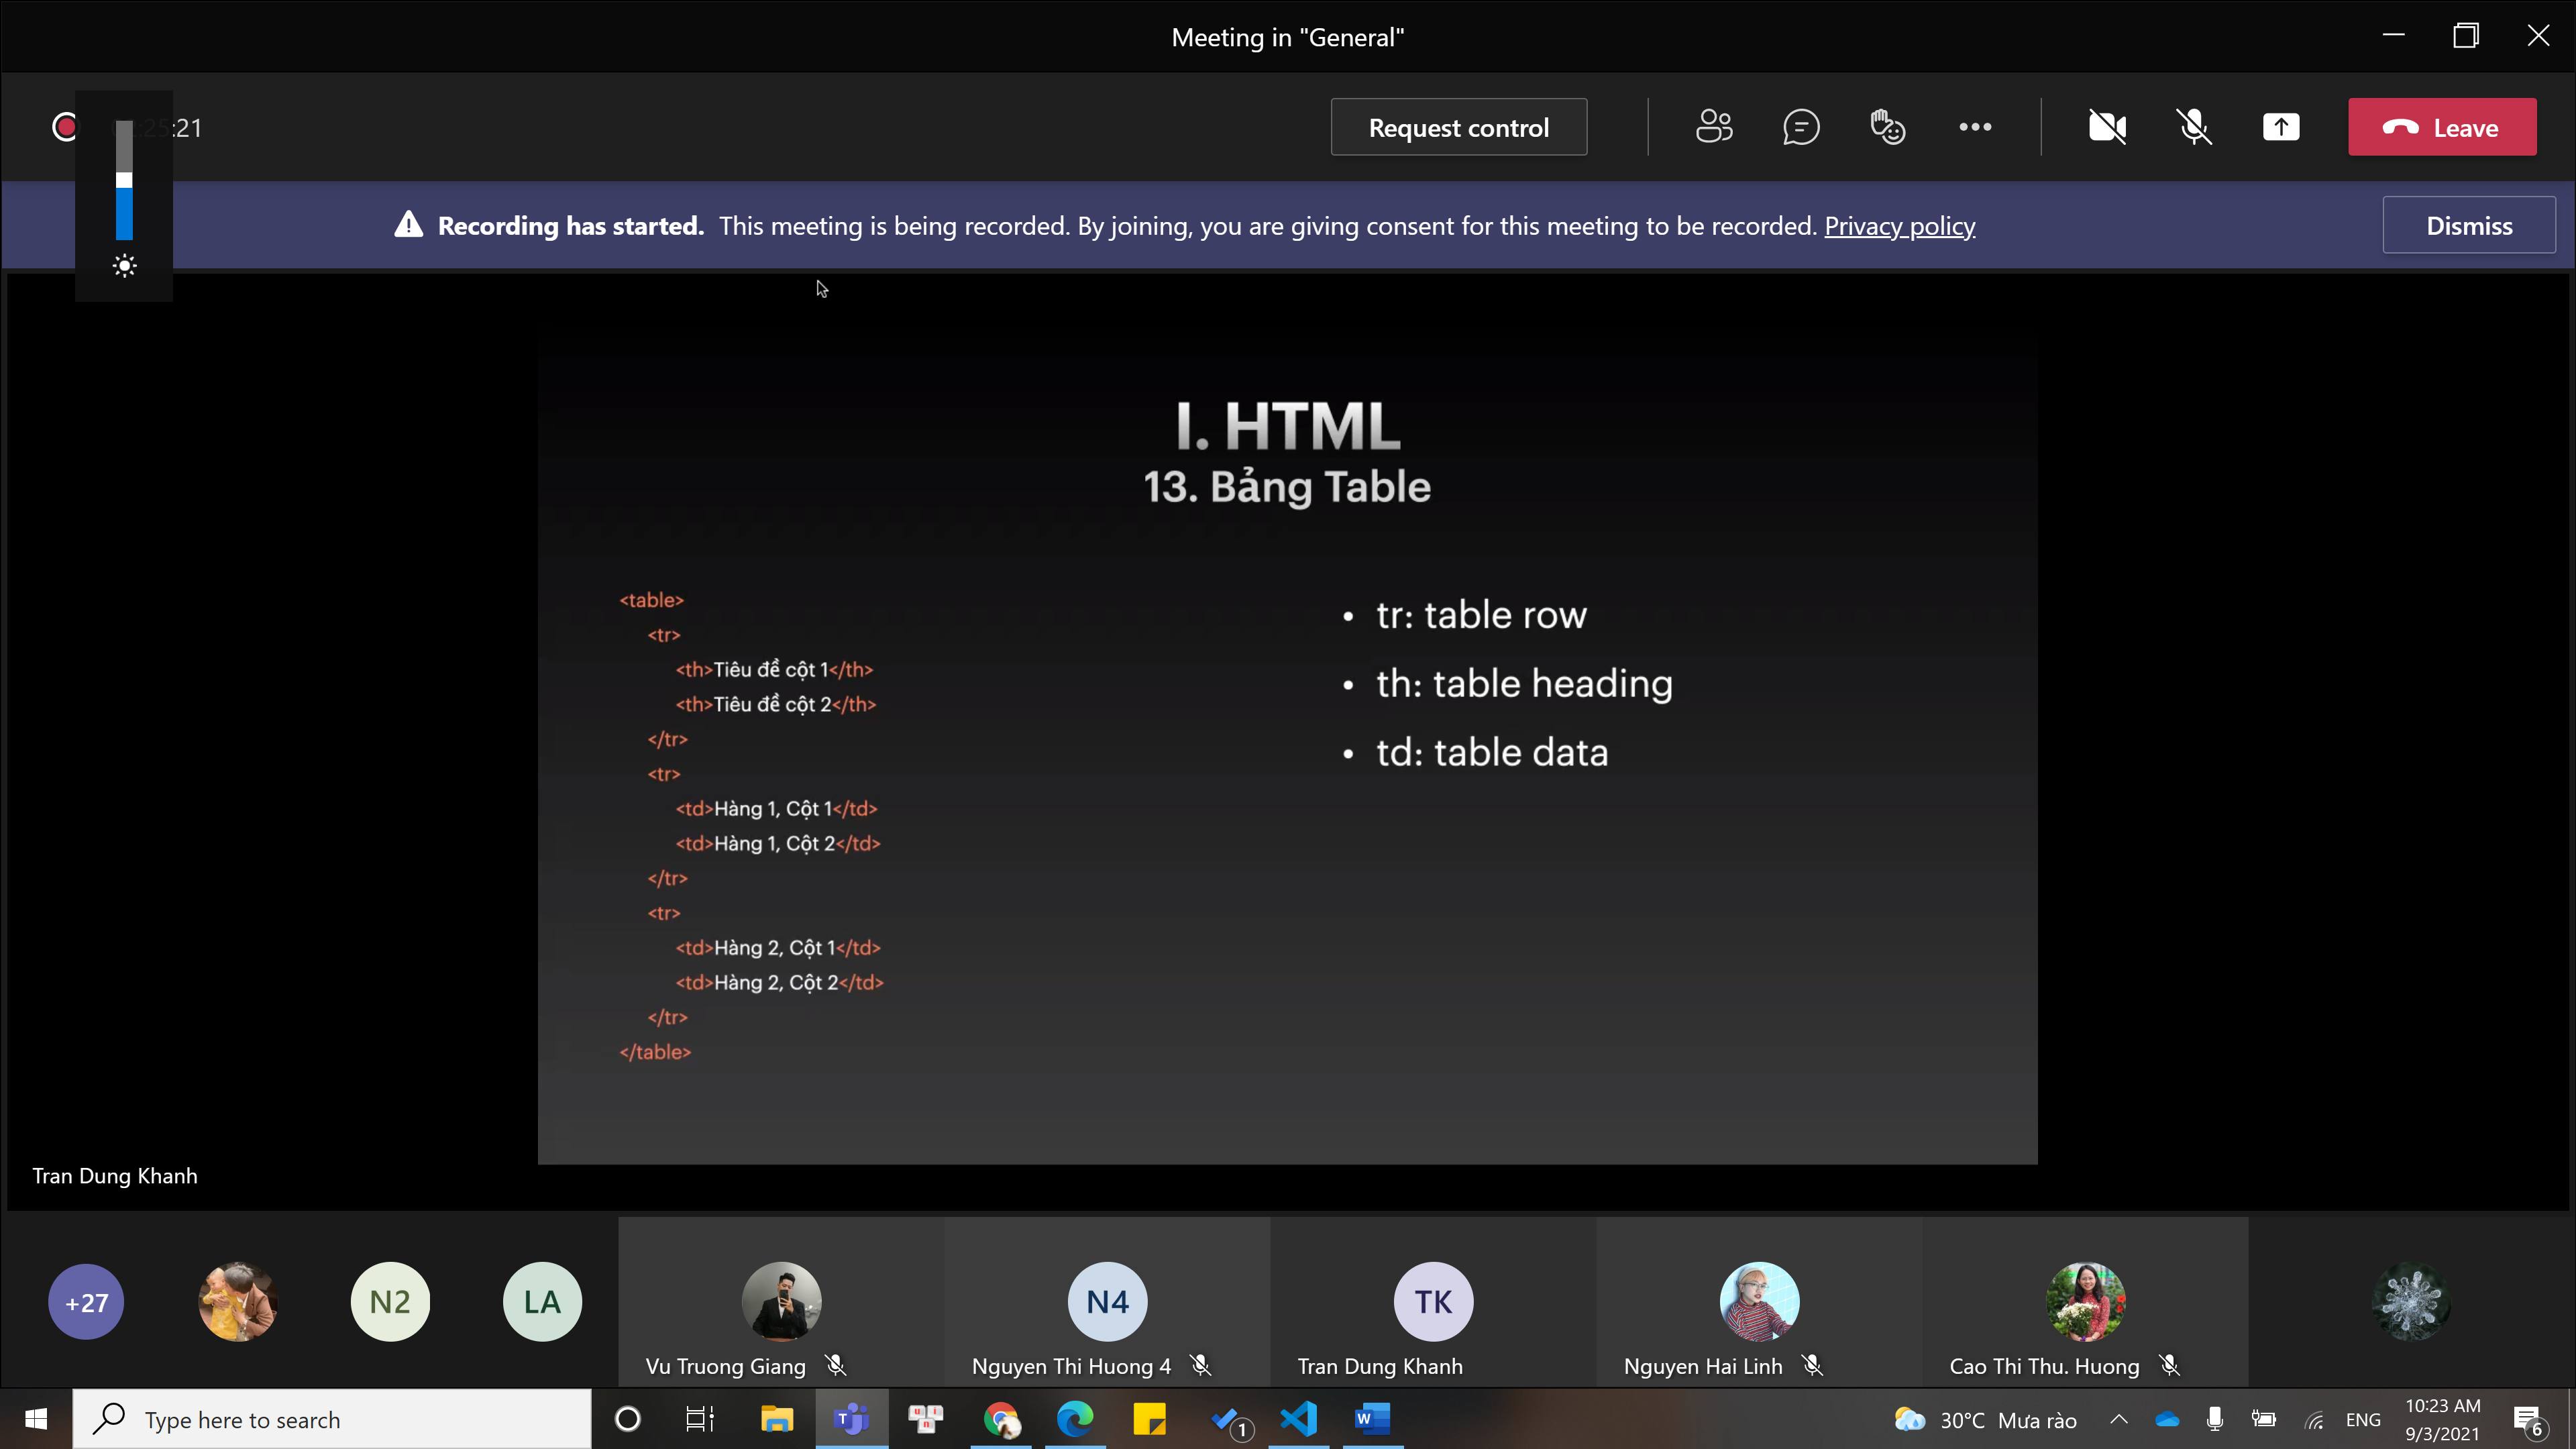 Meeting in "General"
:25:21
Request control
Leave
Recording has started. This meeting is being recorded. By joining, you are giving consent for this meeting to be recorded. Privacy policy
Dismiss
I. HTML
13. Bảng Table
<table>
<tr>
<th>Tiêu đề cột 1</th>
<th>Tiêu đề cột 2</th>
</tr>
<tr>
<td>Hàng 1, Cột 1</td>
<td>Hàng 1, Cột 2</td>
</tr>
<tr>
<td>Hàng 2, Cột 1</td>
<td>Hàng 2, Cột 2</td>
</tr>
</table>
• tr: table row
• th: table heading
• td: table data
Tran Dung Khanh
+27
N2
LA
N4
TK
Vu Truong Giang
Nguyen Thi Huong 4
Tran Dung Khanh
Nguyen Hai Linh
Cao Thi Thu. Huong
Type here to search
1
30°C Mưa rào
ENG
10:23 AM
9/3/2021
6